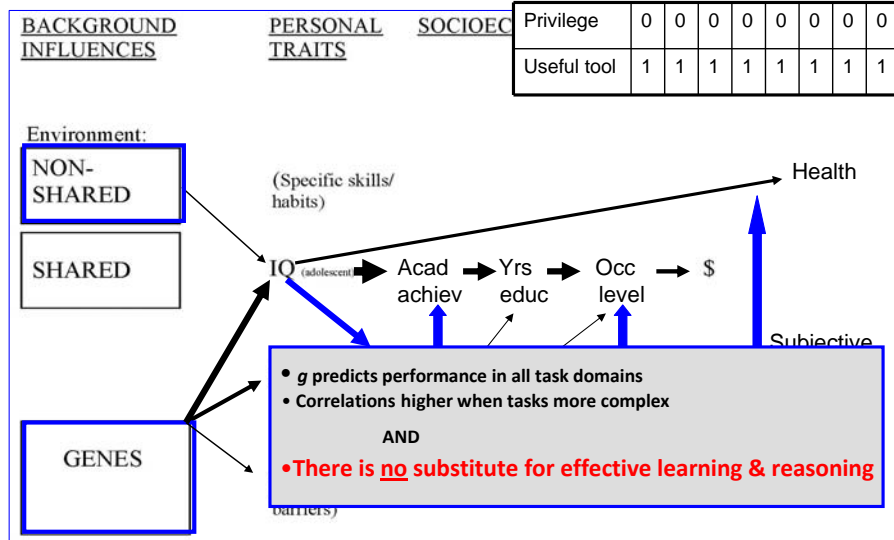 BACKGROUND
INFLUENCES
PERSONAL
TRAITS
SOCIOEC
Privilege 0 0 0 0 0 0 0 0
Useful tool 1 1 1 1 1 1 1 1
Environment:
NON-
SHARED
(Specific skills/
habits)
Health
SHARED
IQ (adolescent)
Acad
achiev
Yrs
educ
Occ
level
$
Subjective
• g predicts performance in all task domains
• Correlations higher when tasks more complex
AND
•There is no substitute for effective learning & reasoning
GENES
barriers)